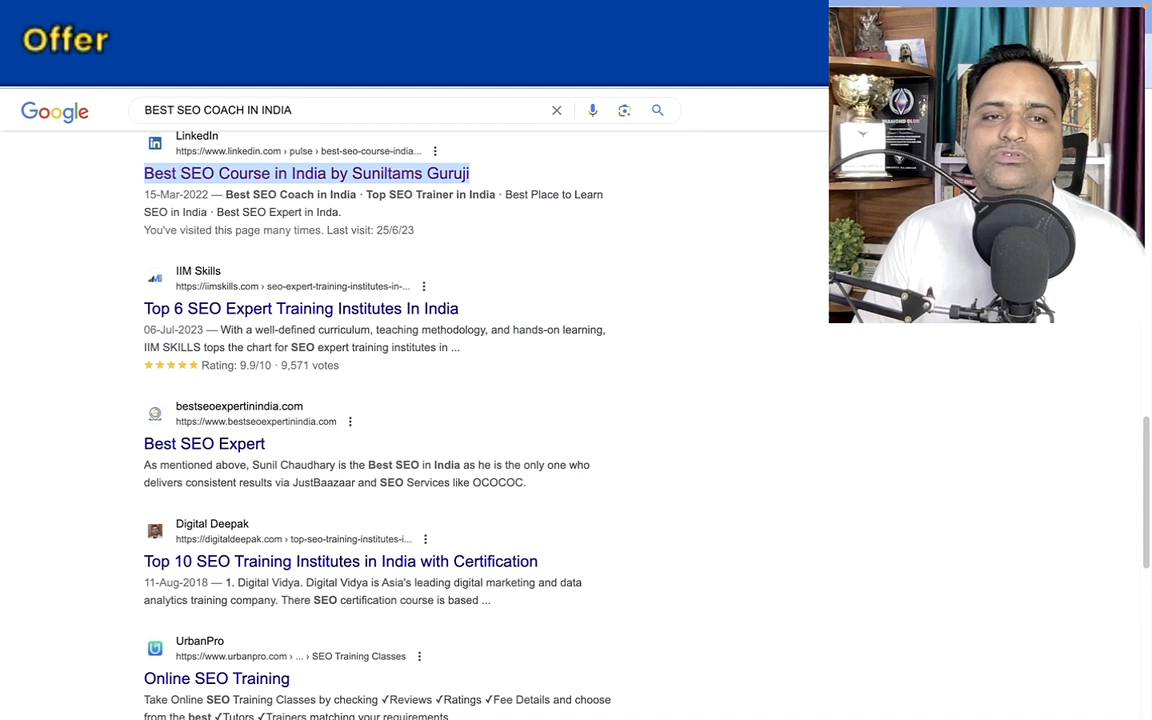 Offer
Google
BEST SEO COACH IN INDIA
LinkedIn
https://www.linkedin.com › pulse › best-seo-course-india...
Best SEO Course in India by Suniltams Guruji
15-Mar-2022 — Best SEO Coach in India · Top SEO Trainer in India · Best Place to Learn
SEO in India · Best SEO Expert in Inda.
You've visited this page many times. Last visit: 25/6/23
IIM Skills
https://iimskills.com › seo-expert-training-institutes-in-...
Top 6 SEO Expert Training Institutes In India
06-Jul-2023 — With a well-defined curriculum, teaching methodology, and hands-on learning,
IIM SKILLS tops the chart for SEO expert training institutes in ...
Rating: 9.9/10 · 9,571 votes
bestseoexpertinindia.com
https://www.bestseoexpertinindia.com
Best SEO Expert
As mentioned above, Sunil Chaudhary is the Best SEO in India as he is the only one who
delivers consistent results via JustBaazaar and SEO Services like OCOCOC.
Digital Deepak
https://digitaldeepak.com › top-seo-training-institutes-i...
Top 10 SEO Training Institutes in India with Certification
11-Aug-2018 — 1. Digital Vidya. Digital Vidya is Asia's leading digital marketing and data
analytics training company. There SEO certification course is based ...
UrbanPro
https://www.urbanpro.com › ... › SEO Training Classes
Online SEO Training
Take Online SEO Training Classes by checking ✓Reviews ✓Ratings ✓Fee Details and choose
from the best ✓Tutors ✓Trainers matching your requirements